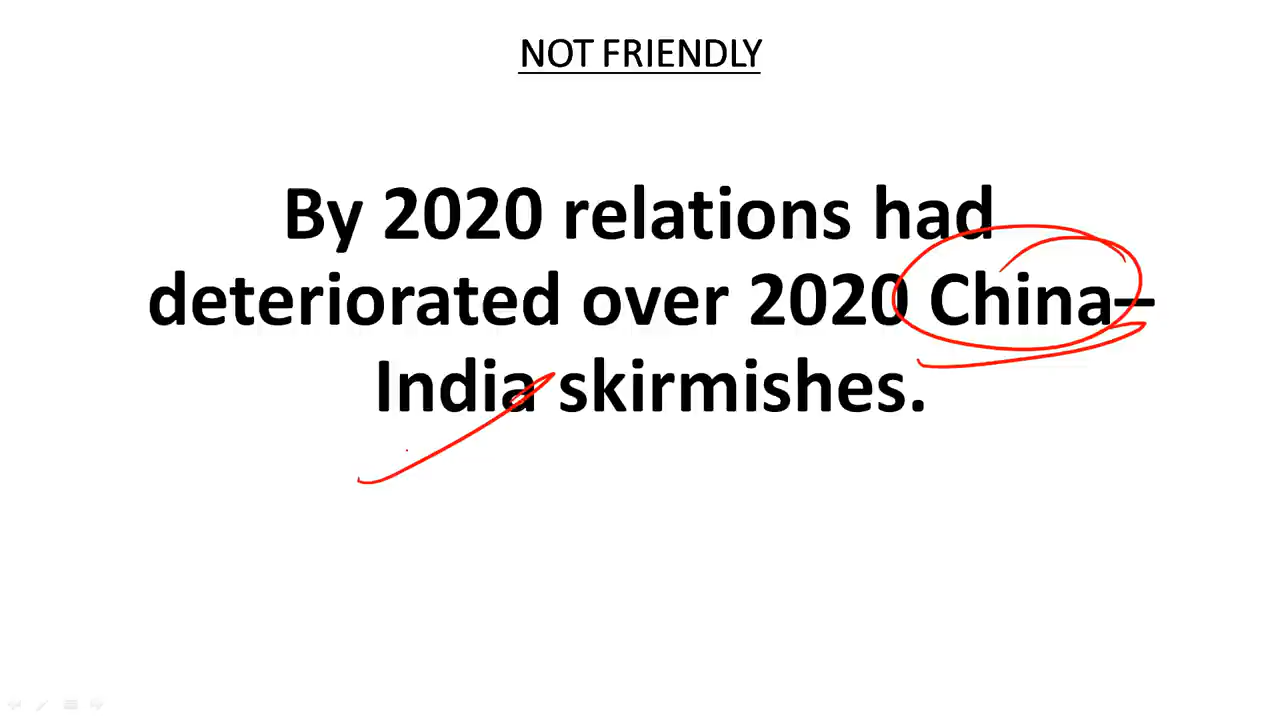 NOT FRIENDLY
By 2020 relations had
deteriorated over 2020 China–
India skirmishes.